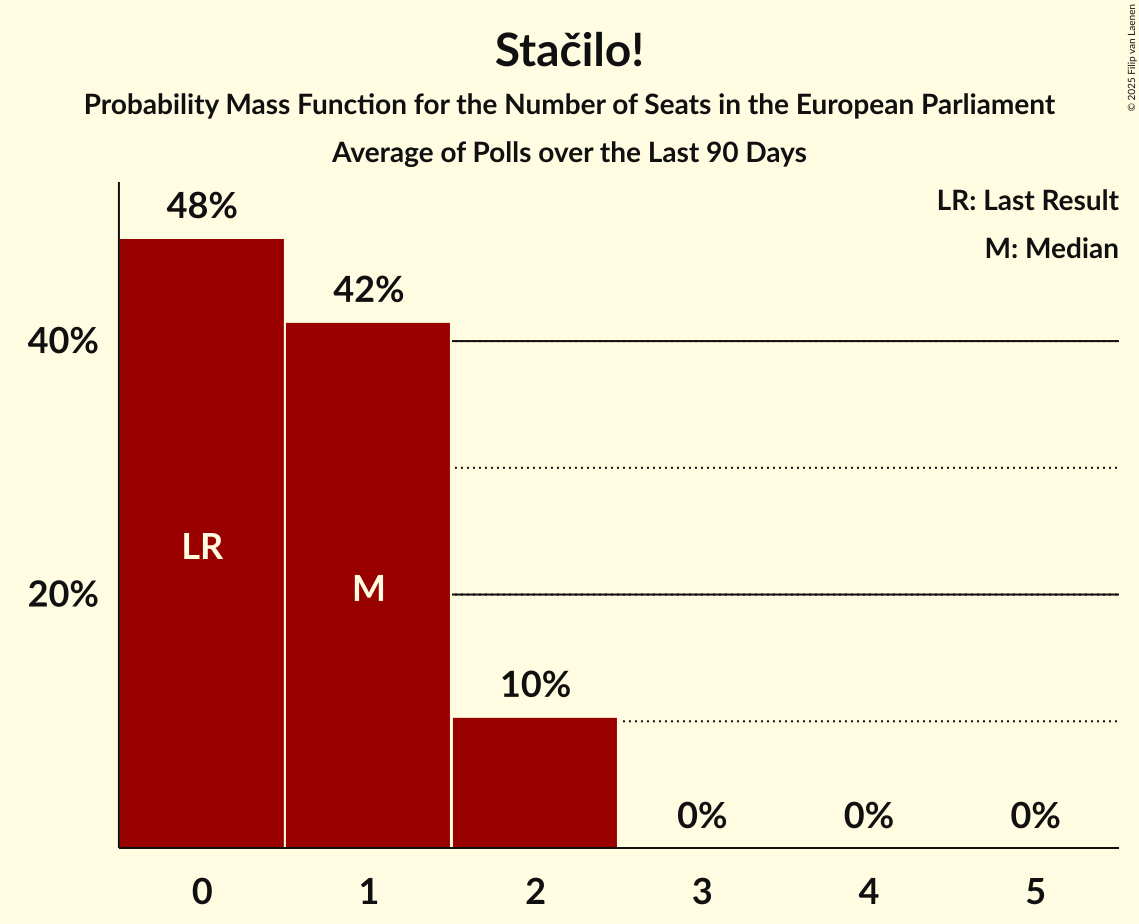 Stačilo!
Probability Mass Function for the Number of Seats in the European Parliament
Average of Polls over the Last 90 Days
© 2025 Filip van Laenen
LR: Last Result
M: Median
48%
42%
40%
LR
M
20%
10%
0%
0%
0%
0
1
2
3
4
5